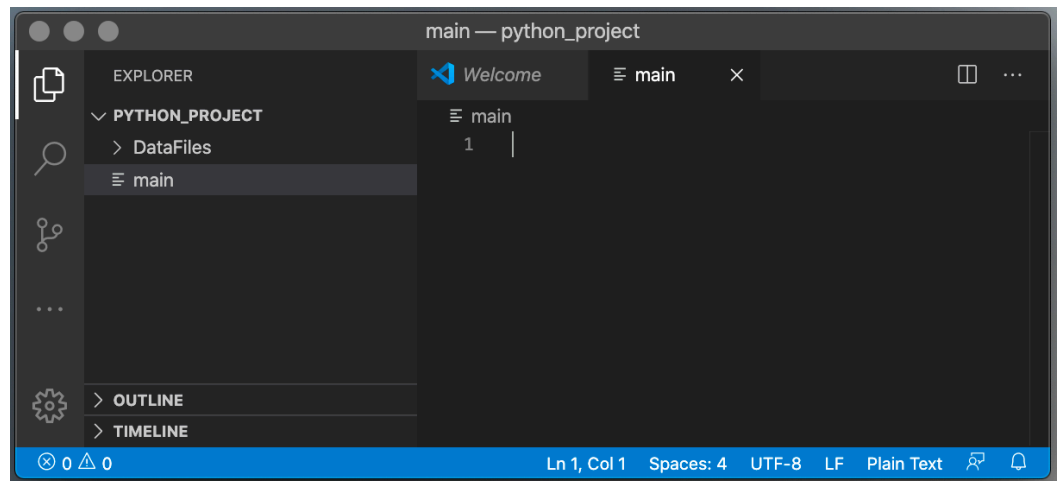 main — python_project
EXPLORER
PYTHON_PROJECT
DataFiles
main
OUTLINE
TIMELINE
Welcome
main
main
1
0 0
Ln 1, Col 1 Spaces: 4 UTF-8 LF Plain Text